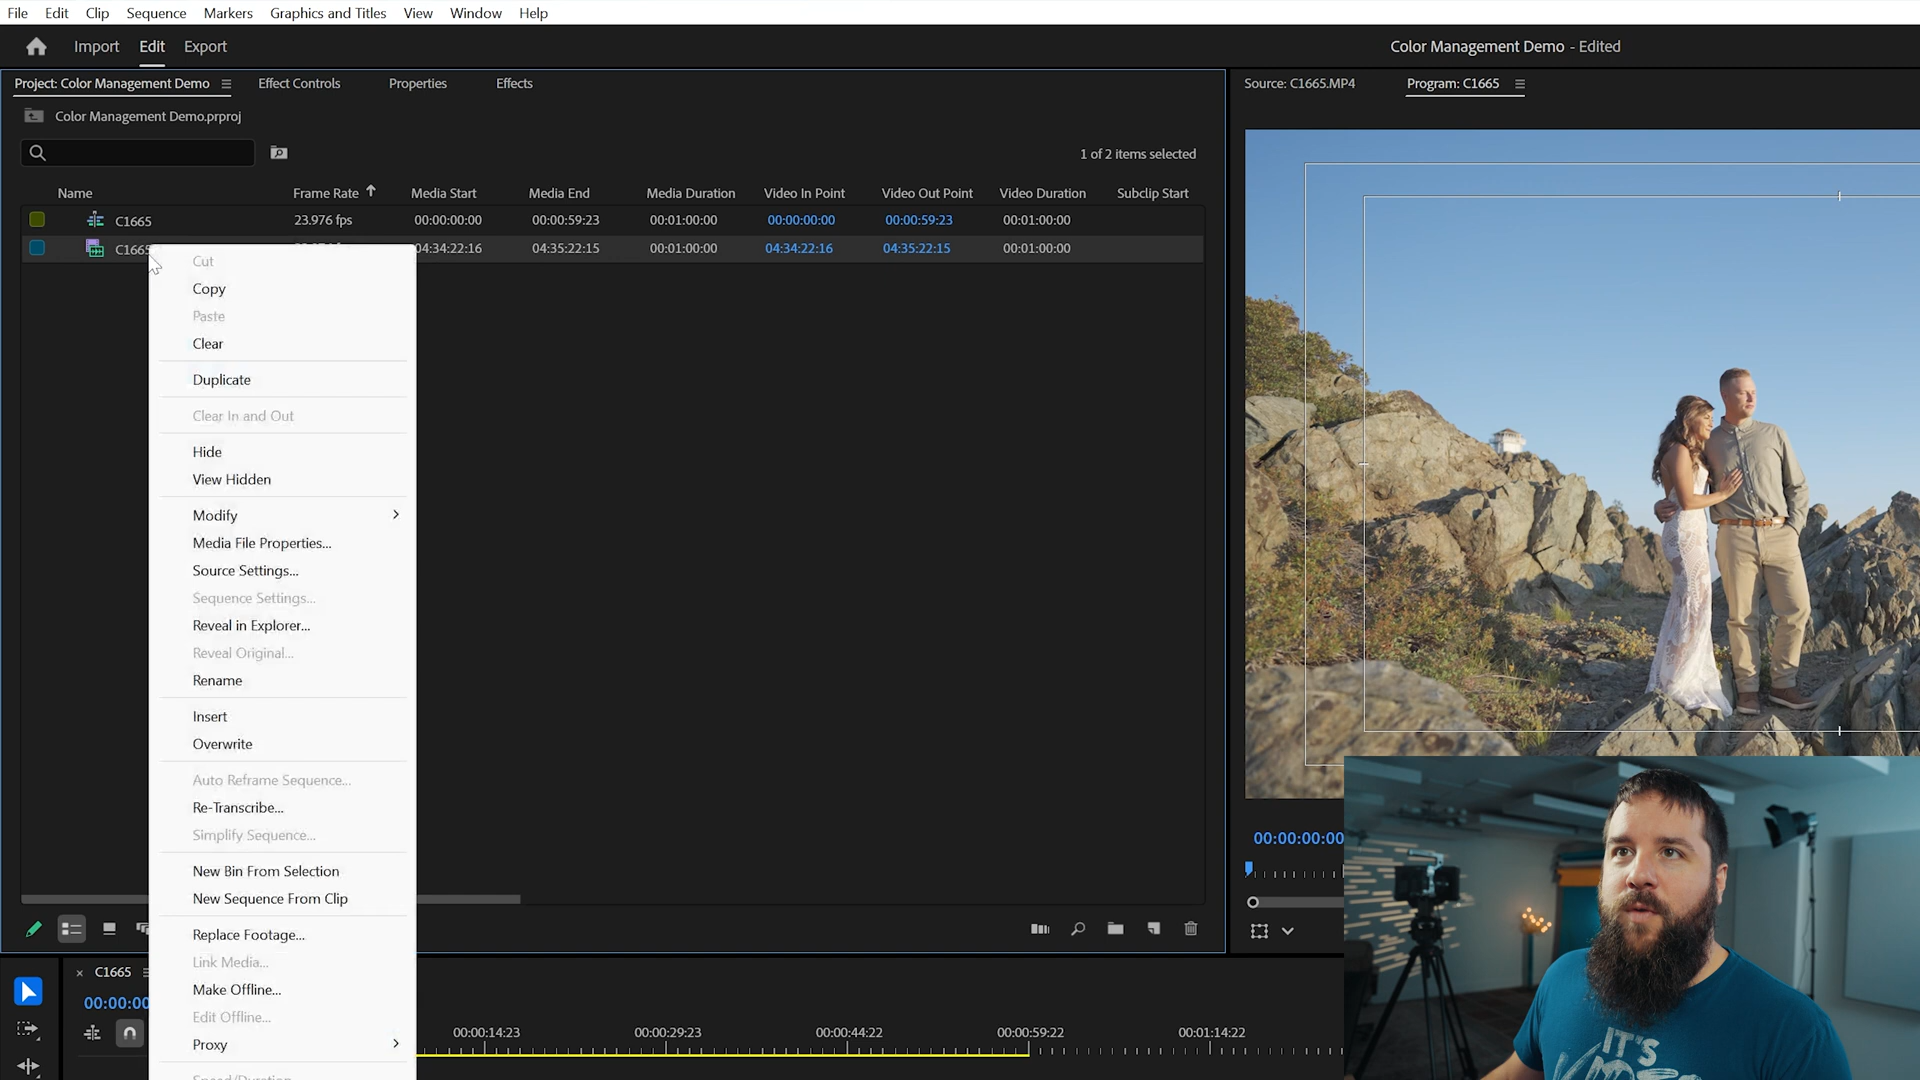 File Edit Clip Sequence Markers Graphics and Titles View Window Help
Import Edit Export
Color Management Demo - Edited
Project: Color Management Demo Effect Controls Properties Effects
Source: C1665.MP4 Program: C1665
Color Management Demo.prproj
1 of 2 items selected
Name Frame Rate Media Start Media End Media Duration Video In Point Video Out Point Video Duration Subclip Start
C1665 23.976 fps 00:00:00:00 00:00:59:23 00:01:00:00 00:00:00:00 00:00:59:23 00:01:00:00
C1665 04:34:22:16 04:35:22:15 00:01:00:00 04:34:22:16 04:35:22:15 00:01:00:00
Cut
Copy
Paste
Clear
Duplicate
Clear In and Out
Hide
View Hidden
Modify
Media File Properties...
Source Settings...
Sequence Settings...
Reveal in Explorer...
Reveal Original...
Rename
Insert
Overwrite
Auto Reframe Sequence...
Re-Transcribe...
Simplify Sequence...
New Bin From Selection
New Sequence From Clip
Replace Footage...
Link Media...
Make Offline...
Edit Offline...
Proxy
Speed/Duration
00:00:00:00
C1665
00:00:00
00:00:14:23 00:00:29:23 00:00:44:22 00:00:59:22 00:01:14:22
IT'S